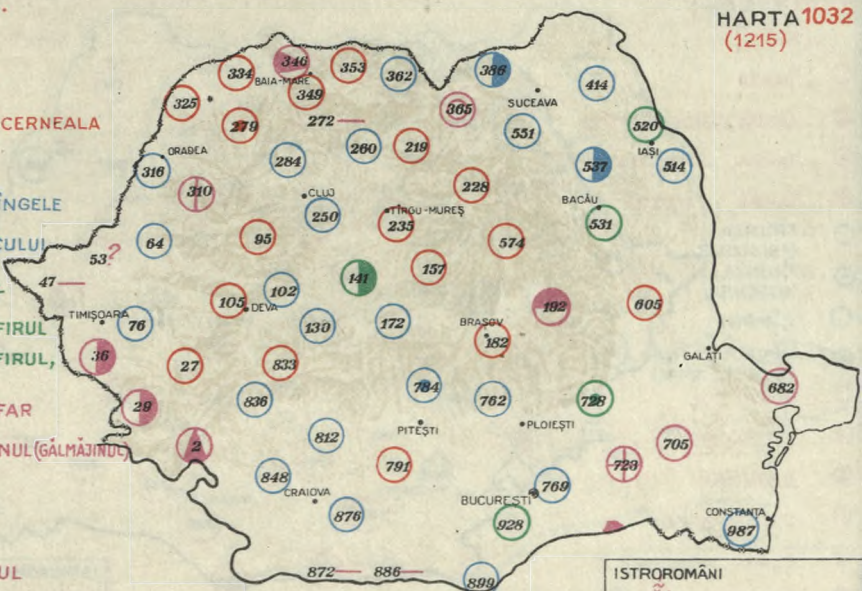 HARTA 1032
(1215)
CERNEALA
ÎNGELE
CULUI
FIRUL
FIRUL,
FAR
NUL (GĂLMĂJINUL)
UL
334
346
353
362
386
414
BAIA-MARE
325
349
365
SUCEAVA
279
272 —
551
520
ORADEA
260
219
IAȘI
316
284
537
514
310
CLUJ
228
BACĂU
250
TÎRGU-MUREȘ
64
95
235
574
531
53?
47 —
141
157
105
DEVA
102
192
605
TIMIȘOARA
76
130
172
BRAȘOV
182
36
27
833
GALAȚI
29
836
784
762
728
682
PITEȘTI
PLOIEȘTI
2
812
705
848
791
723
CRAIOVA
769
BUCUREȘTI
876
928
CONSTANȚA
987
872 —
886 —
899
ISTROROMÂNI